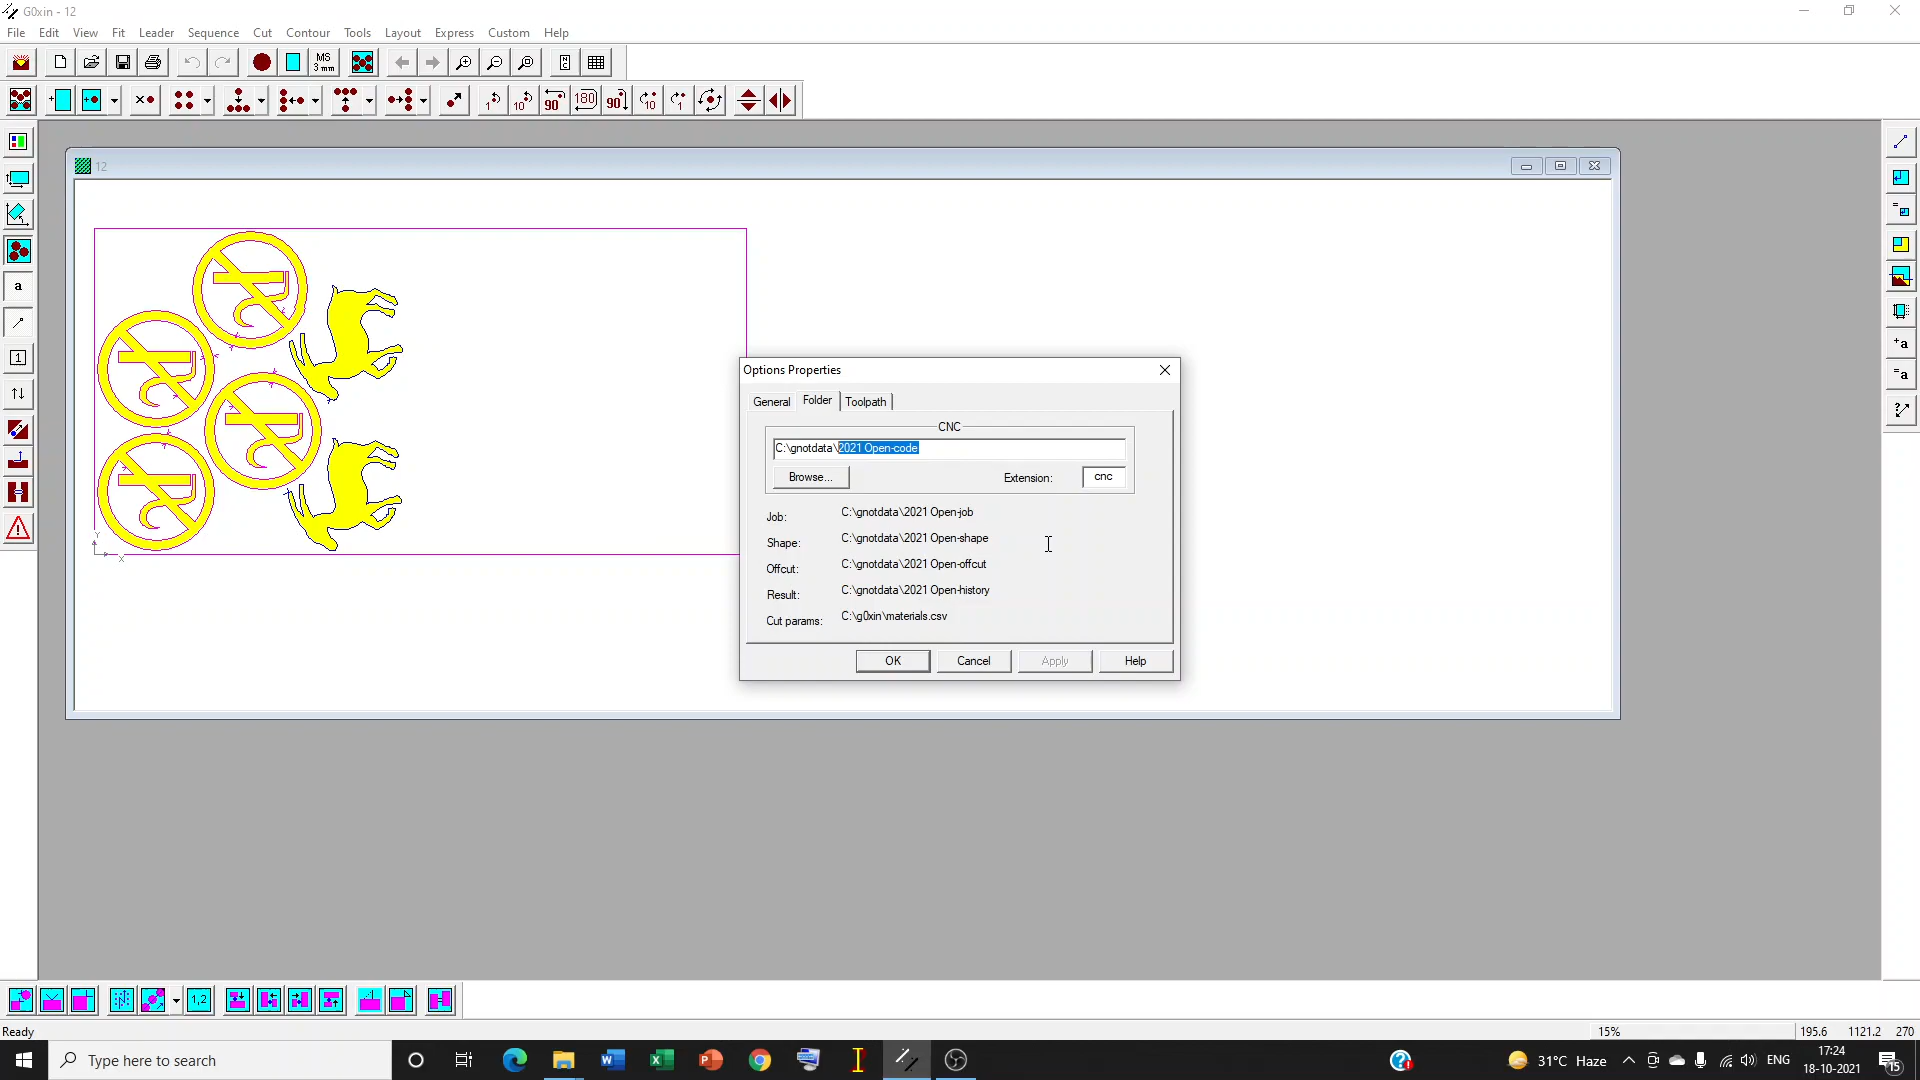 G0xin - 12
File Edit View Fit Leader Sequence Cut Contour Tools Layout Express Custom Help
MS 3 mm
N C
1 10 90 180 90 10 1
12
a
1
Y
X
Options Properties
General Folder Toolpath
CNC
C:\gnotdata\2021 Open-code
Browse... Extension: cnc
Job: C:\gnotdata\2021 Open-job
Shape: C:\gnotdata\2021 Open-shape
Offcut: C:\gnotdata\2021 Open-offcut
Result: C:\gnotdata\2021 Open-history
Cut params: C:\g0xin\materials.csv
OK Cancel Apply Help
+a
=a
1,2
Ready 15% 195.6 1121.2 270
Type here to search 31°C Haze ENG 17:24
18-10-2021 15